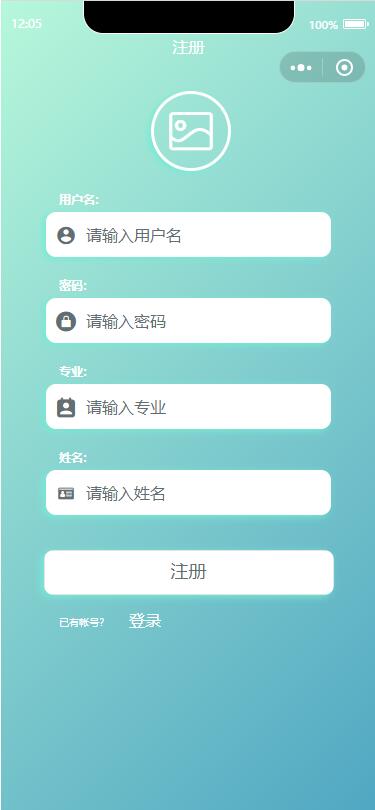 12:05
100%
注册
用户名:
请输入用户名
密码:
请输入密码
专业:
请输入专业
姓名:
请输入姓名
注册
已有帐号?
登录